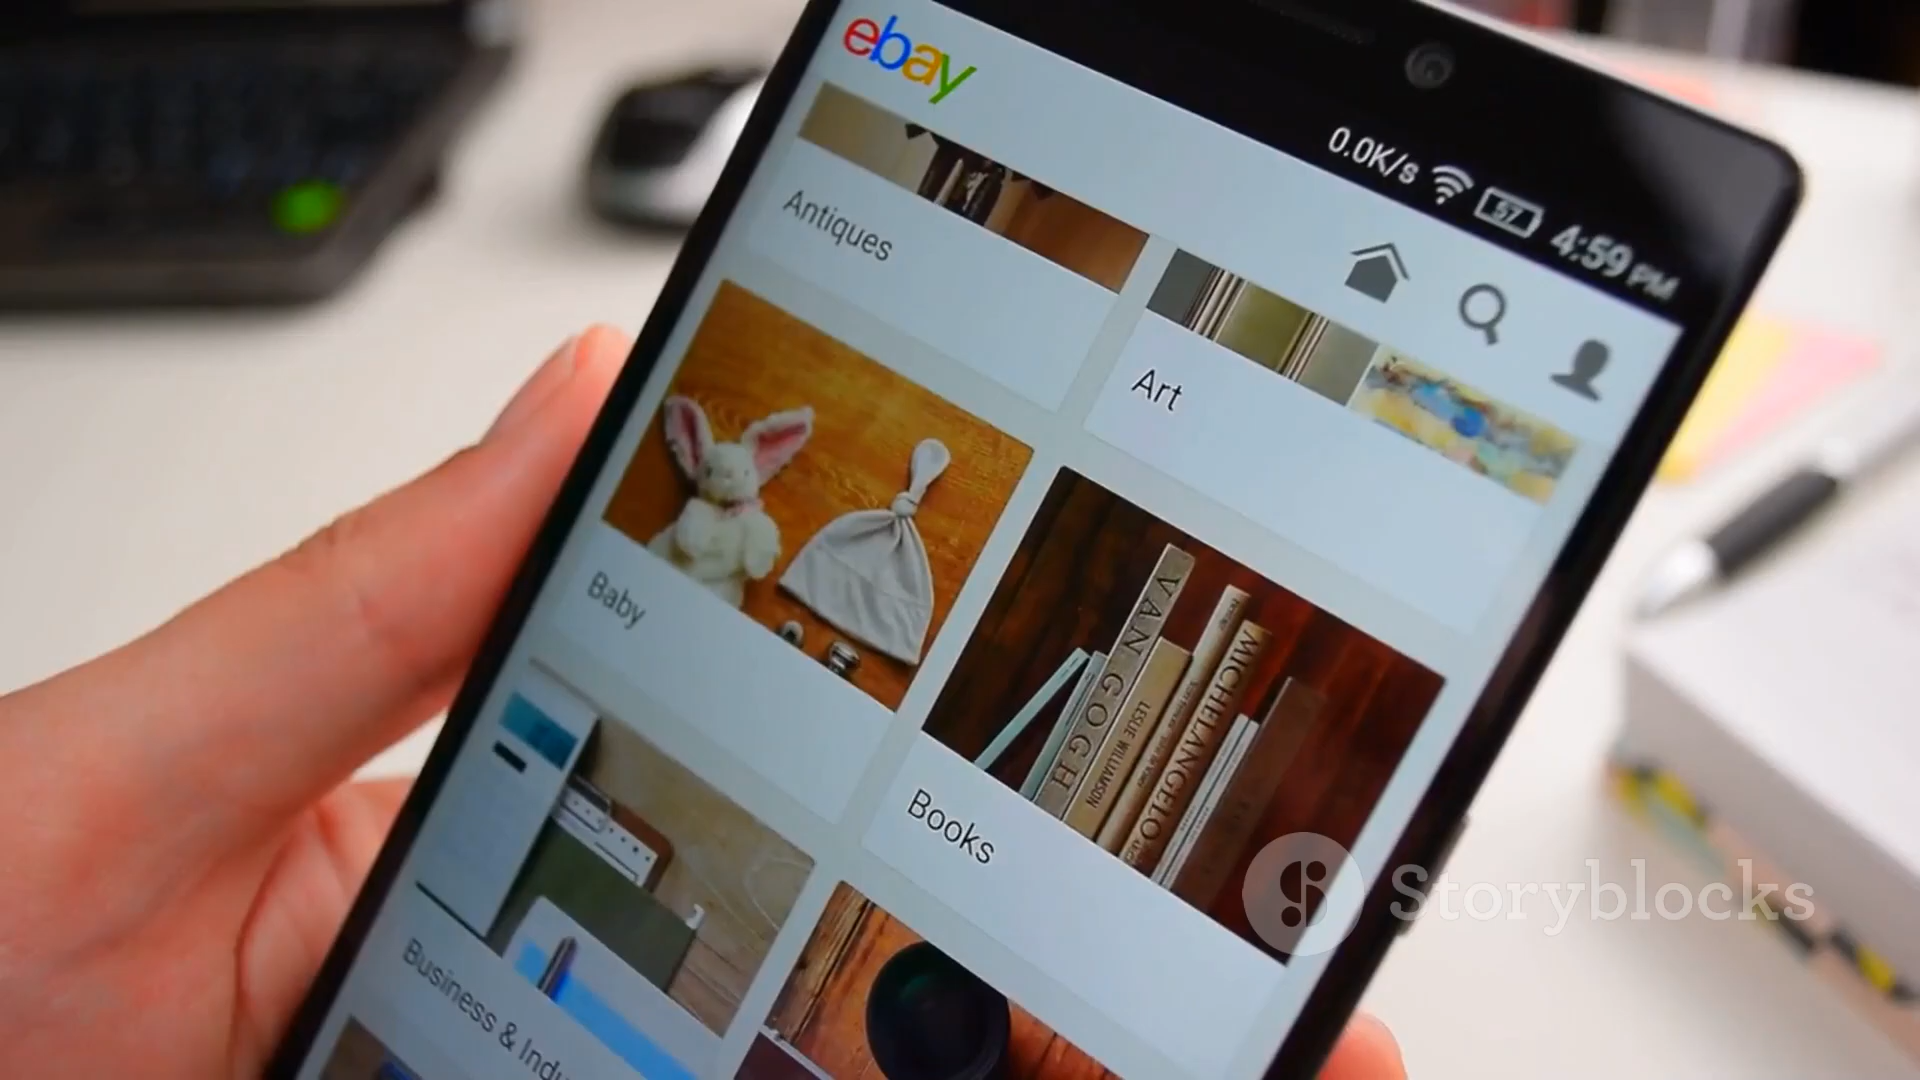 ebay
0.0K/s 57 4:59 PM
Antiques
Art
Baby
VAN GOGH
LESLIE WILLIAMSON
MICHELANGELO
Books
Business & Indu
Storyblocks